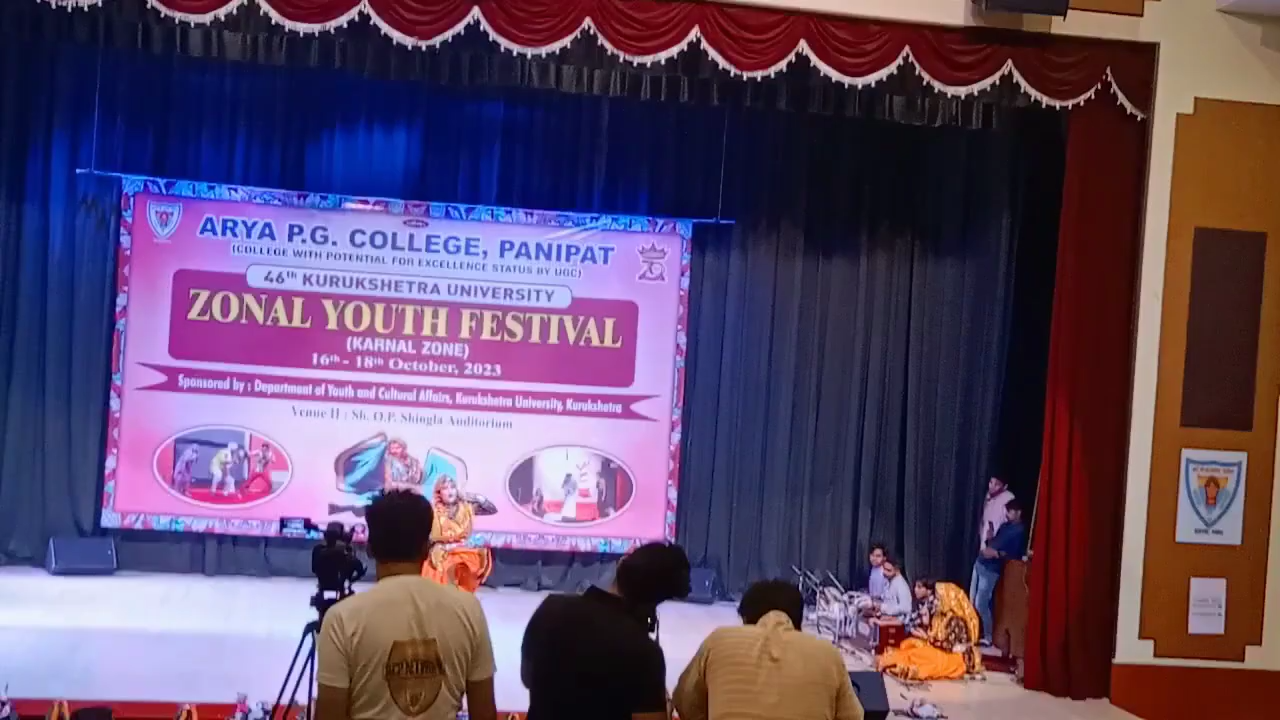 ARYA P.G. COLLEGE, PANIPAT
(COLLEGE WITH POTENTIAL FOR EXCELLENCE STATUS BY UGC)
46th KURUKSHETRA UNIVERSITY
ZONAL YOUTH FESTIVAL
(KARNAL ZONE)
16th - 18th October, 2023
Sponsored by : Department of Youth and Cultural Affairs, Kurukshetra University, Kurukshetra
Venue II : Sh. O.P. Shingla Auditorium